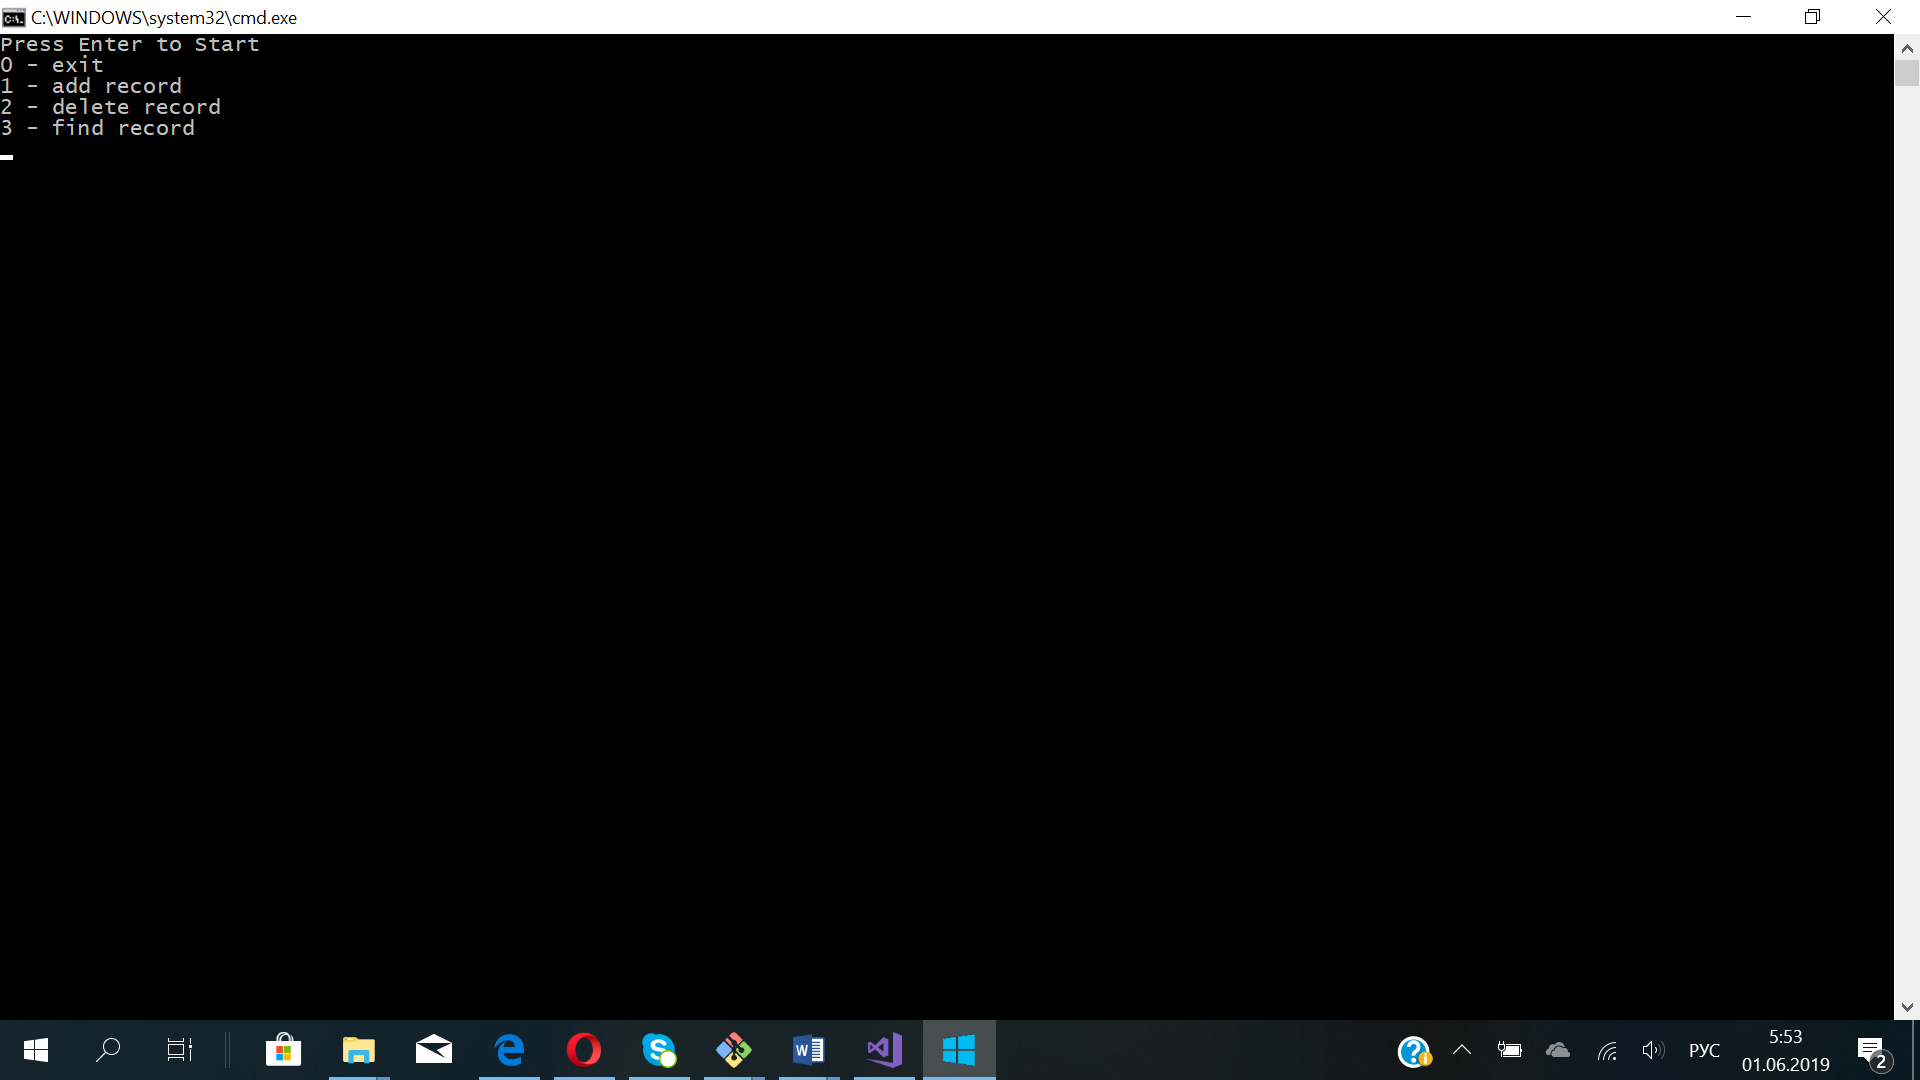 C:\WINDOWS\system32\cmd.exe
Press Enter to Start
0 - exit
1 - add record
2 - delete record
3 - find record
РУС
5:53
01.06.2019
2